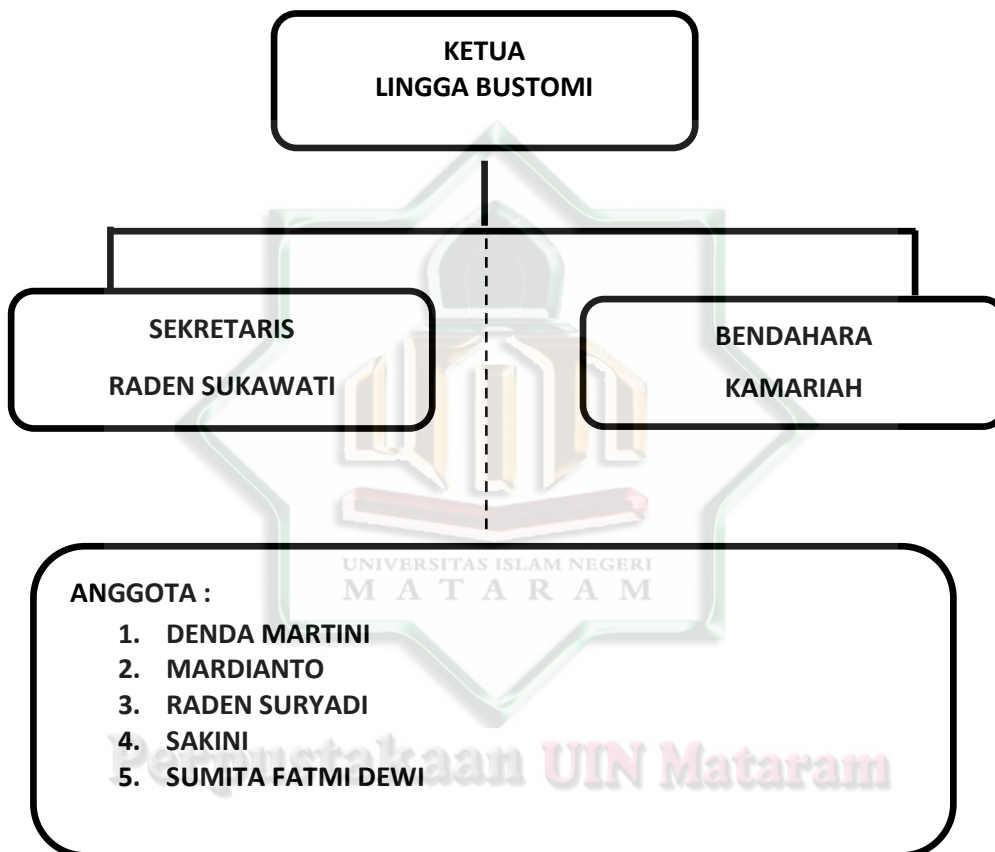 KETUA
LINGGA BUSTOMI
SEKRETARIS
RADEN SUKAWATI
BENDAHARA
KAMARIAH
UNIVERSITAS ISLAM NEGERI
MATARAM
ANGGOTA :
1. DENDA MARTINI
2. MARDIANTO
3. RADEN SURYADI
4. SAKINI
5. SUMITA FATMI DEWI
Perpustakaan UIN Mataram